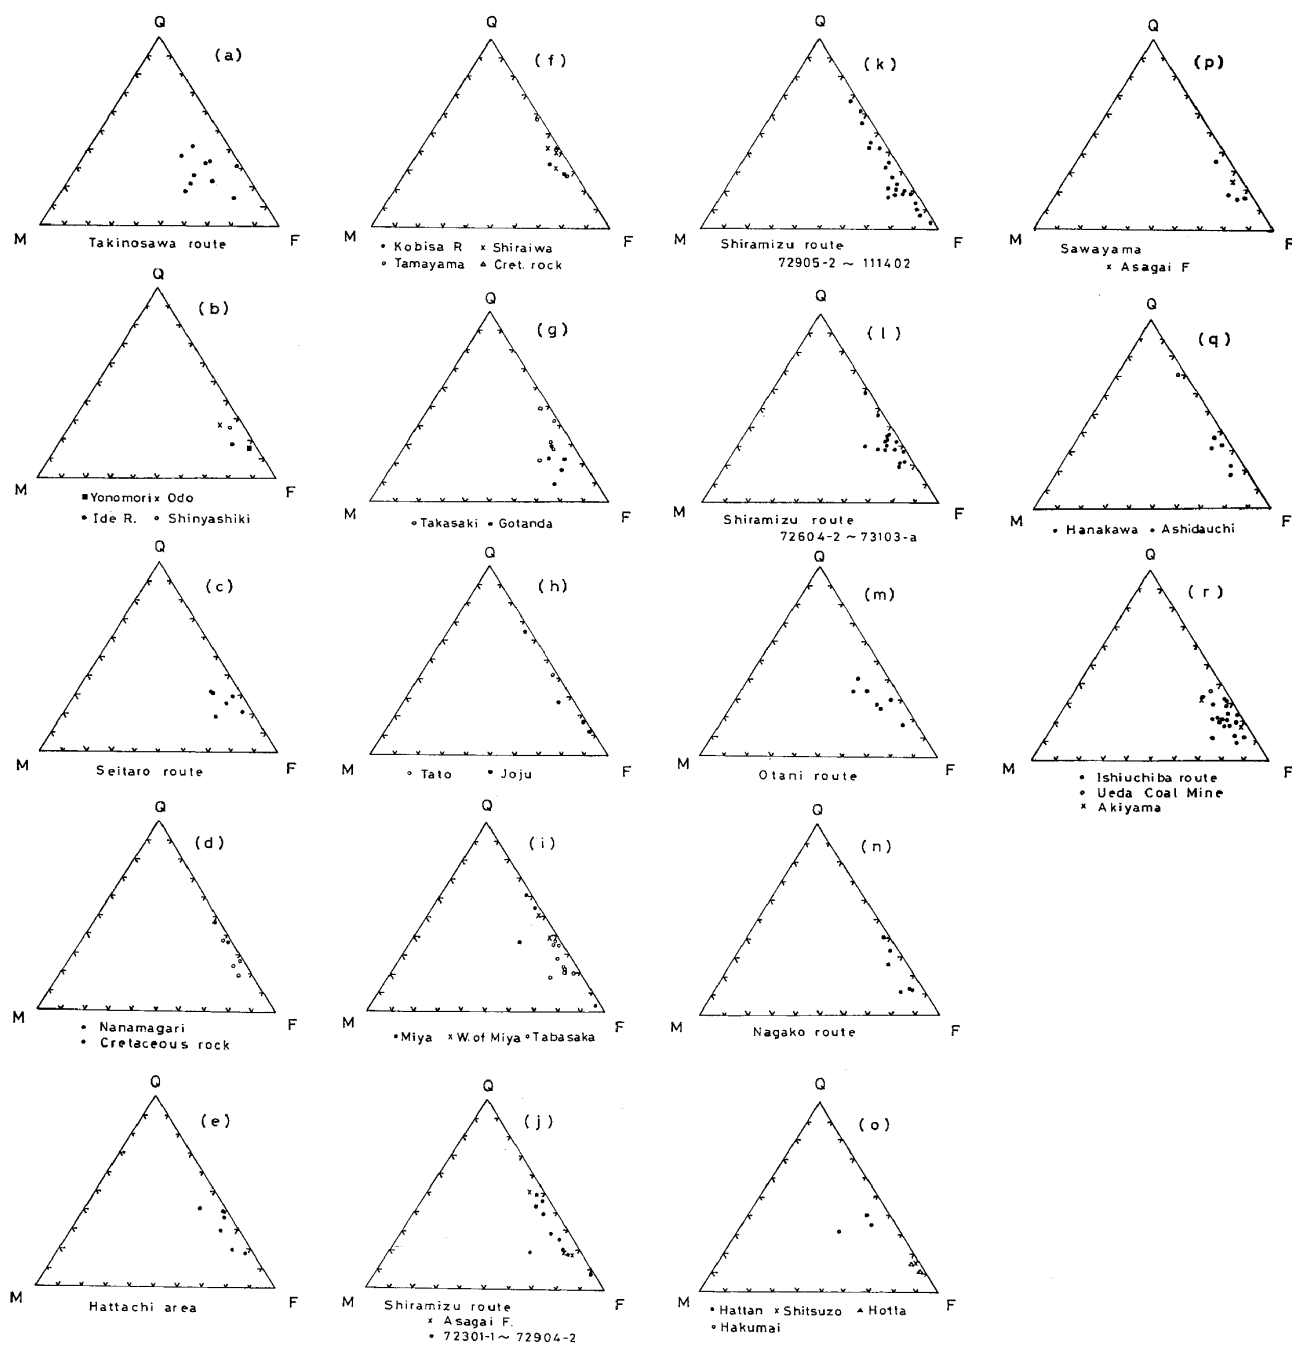 Q
(a)
M
F
Takinosawa route
Q
(b)
M
F
■Yonomori × Odo
• Ide R. ∘ Shinyashiki
Q
(c)
M
F
Seitaro route
Q
(d)
M
F
• Nanamagari
• Cretaceous rock
Q
(e)
M
F
Hattachi area
Q
(f)
M
F
• Kobisa R × Shiraiwa
∘ Tamayama ▵ Cret. rock
Q
(g)
M
F
∘Takasaki • Gotanda
Q
(h)
M
F
∘ Tato • Joju
Q
(i)
M
F
•Miya ×W.of Miya ∘Tabasaka
Q
(j)
M
F
Shiramizu route
× Asagai F.
• 72301-1 ~ 72904-2
Q
(k)
M
F
Shiramizu route
72905-2 ~ 111402
Q
(l)
M
F
Shiramizu route
72604-2 ~ 73103-a
Q
(m)
M
F
Otani route
Q
(n)
M
F
Nagako route
Q
(o)
M
F
•Hattan ×Shitsuzo ▵ Hotta
∘Hakumai
Q
(p)
M
F
Sawayama
× Asagai F
Q
(q)
M
F
• Hanakawa • Ashidauchi
Q
(r)
M
F
• Ishiuchiba route
∘ Ueda Coal Mine
× Akiyama